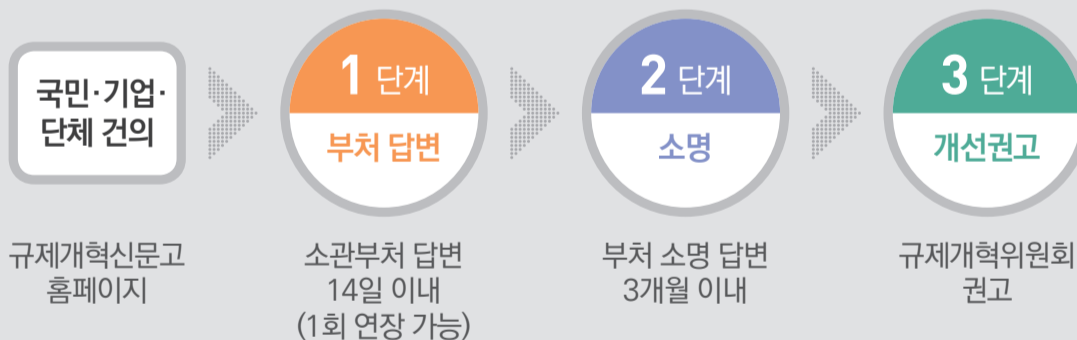 국민·기업·
단체 건의
규제개혁신문고
홈페이지
1 단계
부처 답변
소관부처 답변
14일 이내
(1회 연장 가능)
2 단계
소명
부처 소명 답변
3개월 이내
3 단계
개선권고
규제개혁위원회
권고